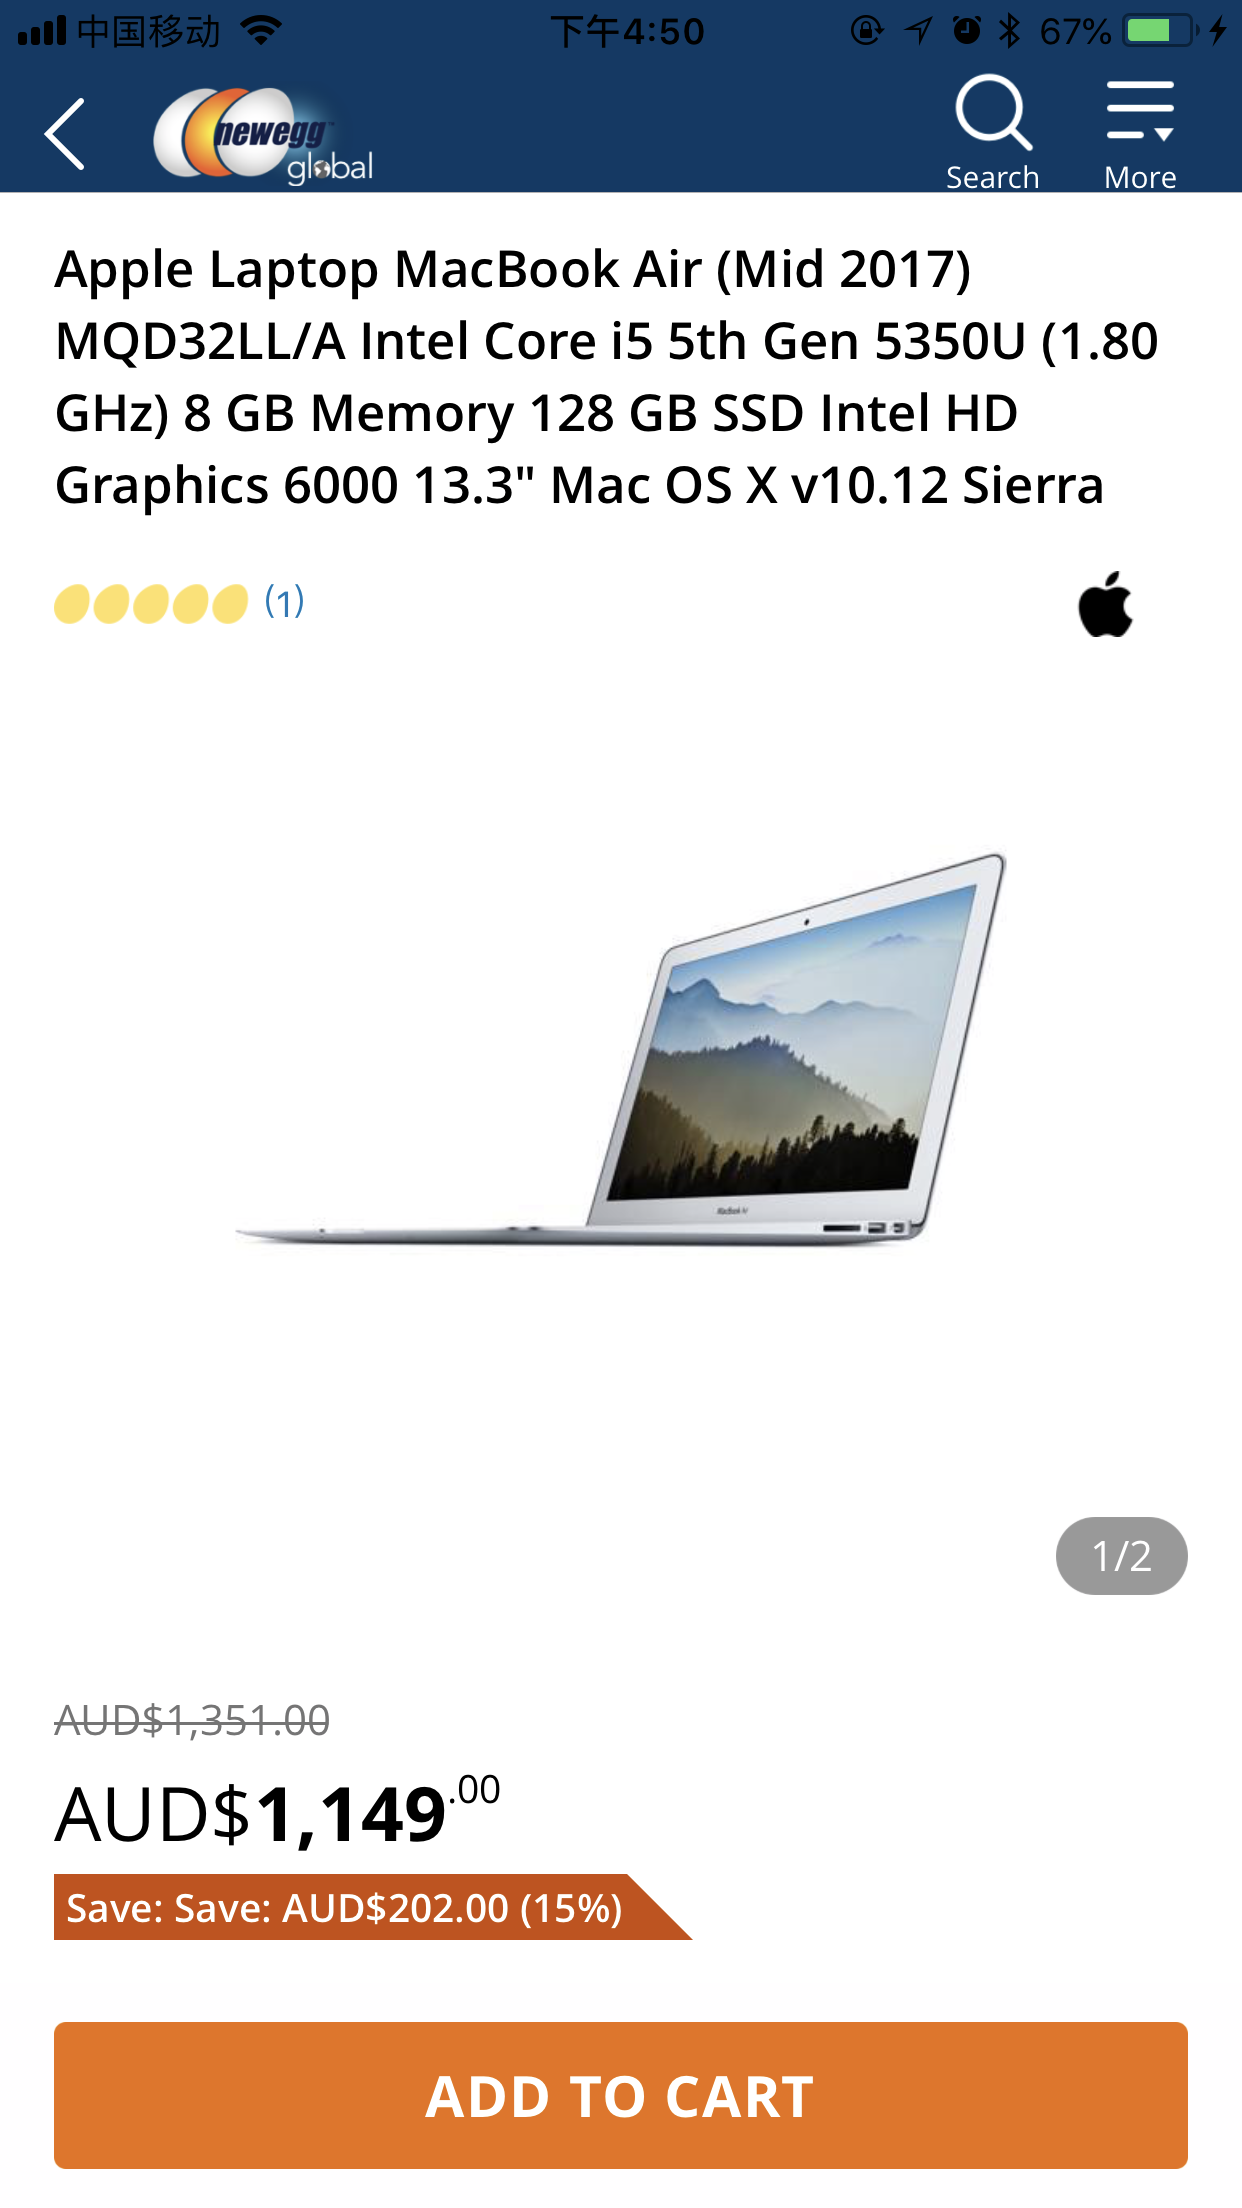 中国移动 下午4:50 67%
newegg
global
Search More
Apple Laptop MacBook Air (Mid 2017)
MQD32LL/A Intel Core i5 5th Gen 5350U (1.80
GHz) 8 GB Memory 128 GB SSD Intel HD
Graphics 6000 13.3" Mac OS X v10.12 Sierra
(1)
MacBook Air
1/2
AUD$1,351.00
AUD$1,149.00
Save: Save: AUD$202.00 (15%)
ADD TO CART